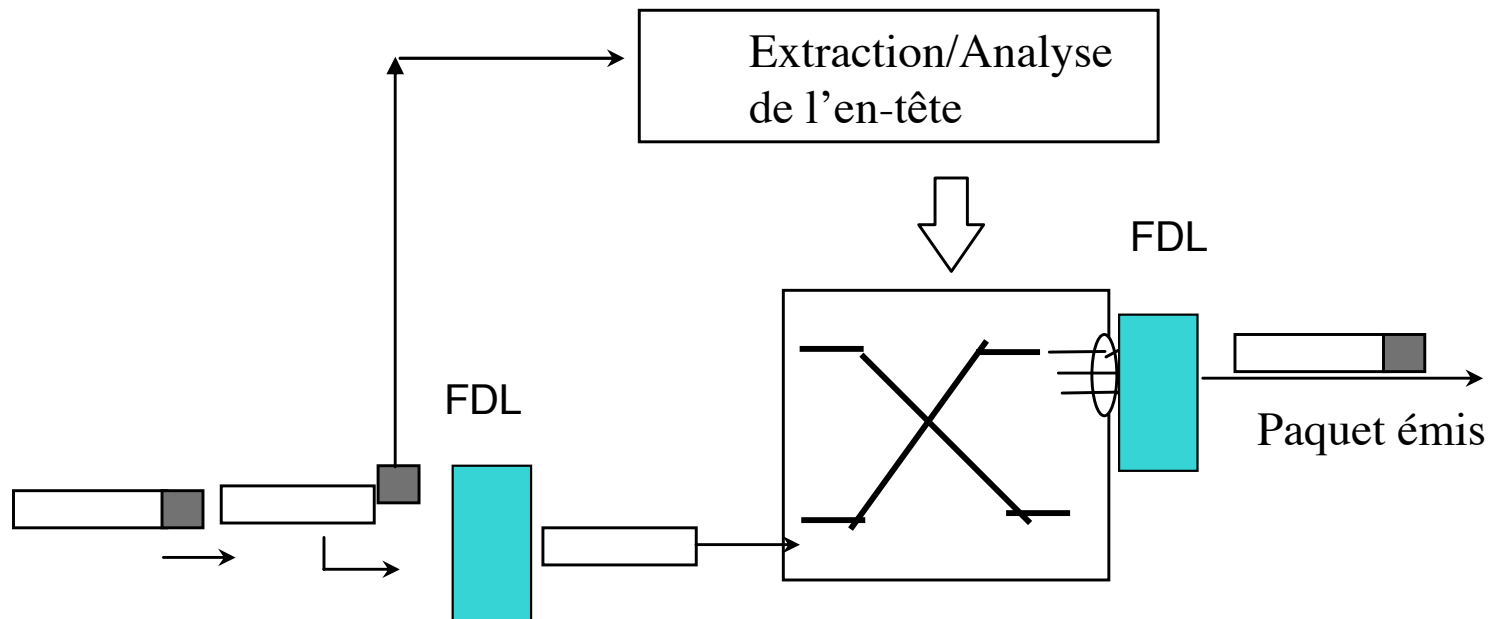 Extraction/Analyse
de l’en-tête
FDL
FDL
Paquet émis